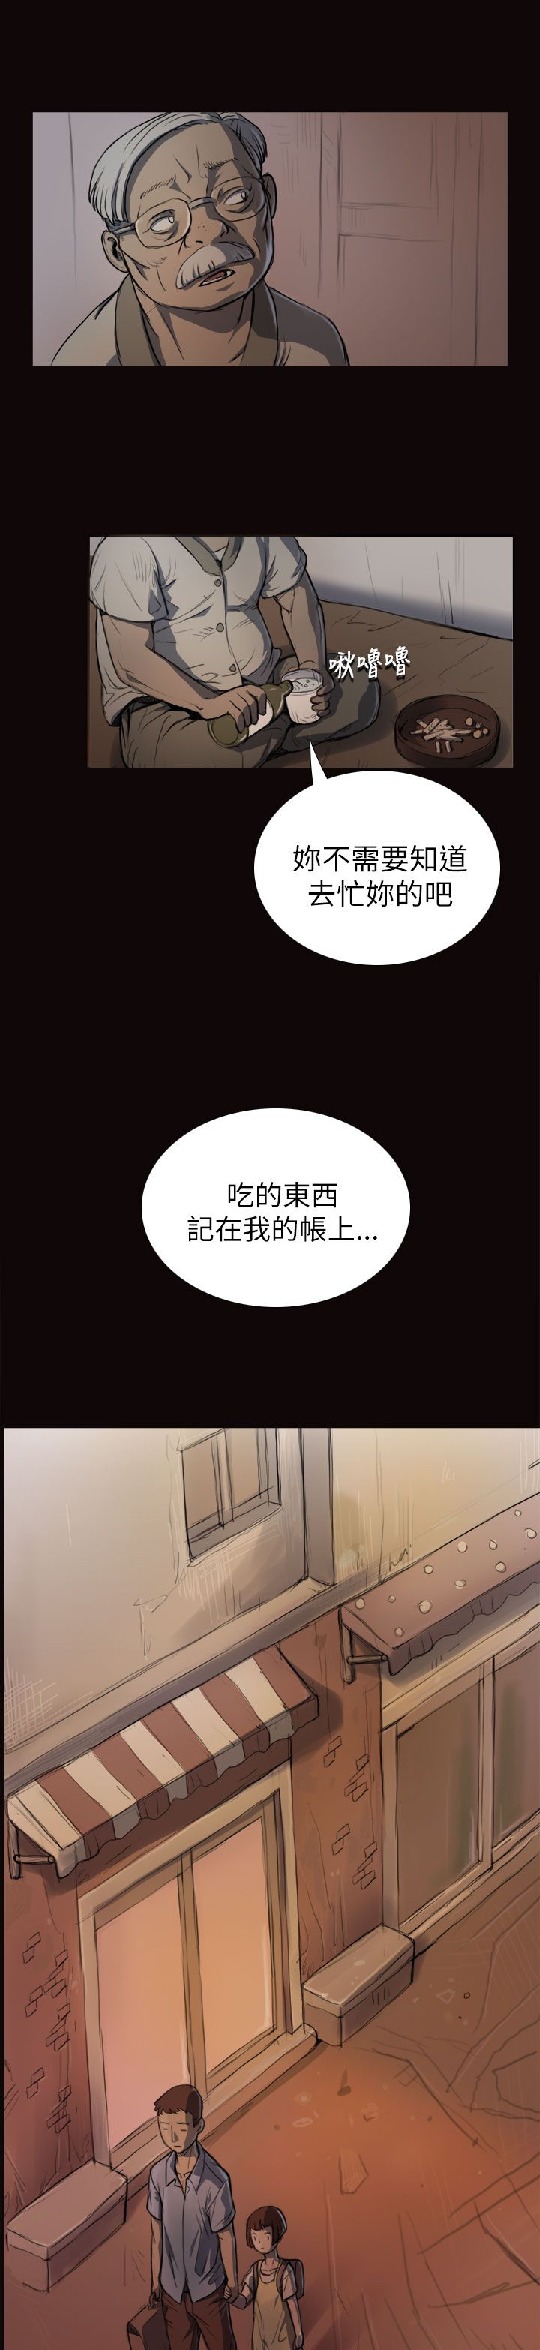 啾嚕嚕
妳不需要知道
去忙妳的吧
吃的東西
記在我的帳上…